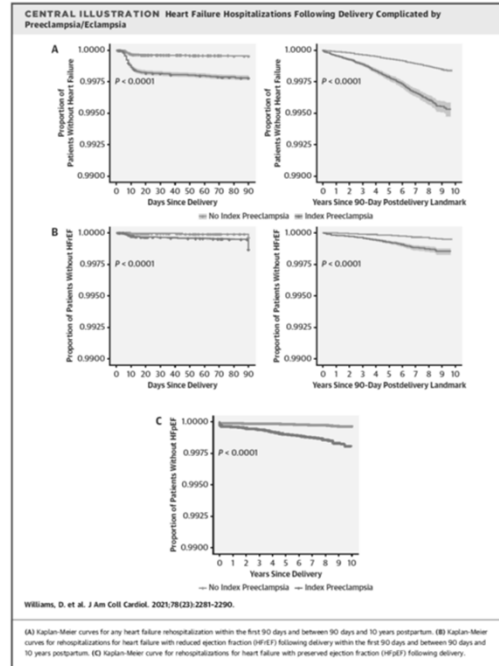 CENTRAL ILLUSTRATION Heart Failure Hospitalizations Following Delivery Complicated by
Preeclampsia/Eclampsia
A
Proportion of
Patients Without Heart Failure
1.0000
0.9975
0.9950
0.9925
0.9900
P < 0.0001
0 10 20 30 40 50 60 70 80 90
Days Since Delivery
Proportion of
Patients Without Heart Failure
1.0000
0.9975
0.9950
0.9925
0.9900
P < 0.0001
0 1 2 3 4 5 6 7 8 9 10
Years Since 90-Day Postdelivery Landmark
No Index Preeclampsia Index Preeclampsia
B
Proportion of Patients Without HFrEF
1.0000
0.9975
0.9950
0.9925
0.9900
P < 0.0001
0 10 20 30 40 50 60 70 80 90
Days Since Delivery
Proportion of Patients Without HFrEF
1.0000
0.9975
0.9950
0.9925
0.9900
P < 0.0001
0 1 2 3 4 5 6 7 8 9 10
Years Since 90-Day Postdelivery Landmark
C
Proportion of Patients Without HFpEF
1.0000
0.9975
0.9950
0.9925
0.9900
P < 0.0001
0 1 2 3 4 5 6 7 8 9 10
Years Since Delivery
No Index Preeclampsia Index Preeclampsia
Williams, D. et al. J Am Coll Cardiol. 2021;78(23):2281-2290.
(A) Kaplan-Meier curves for any heart failure rehospitalization within the first 90 days and between 90 days and 10 years postpartum. (B) Kaplan-Meier
curves for rehospitalizations for heart failure with reduced ejection fraction (HFrEF) following delivery within the first 90 days and between 90 days and
10 years postpartum. (C) Kaplan-Meier curve for rehospitalizations for heart failure with preserved ejection fraction (HFpEF) following delivery.